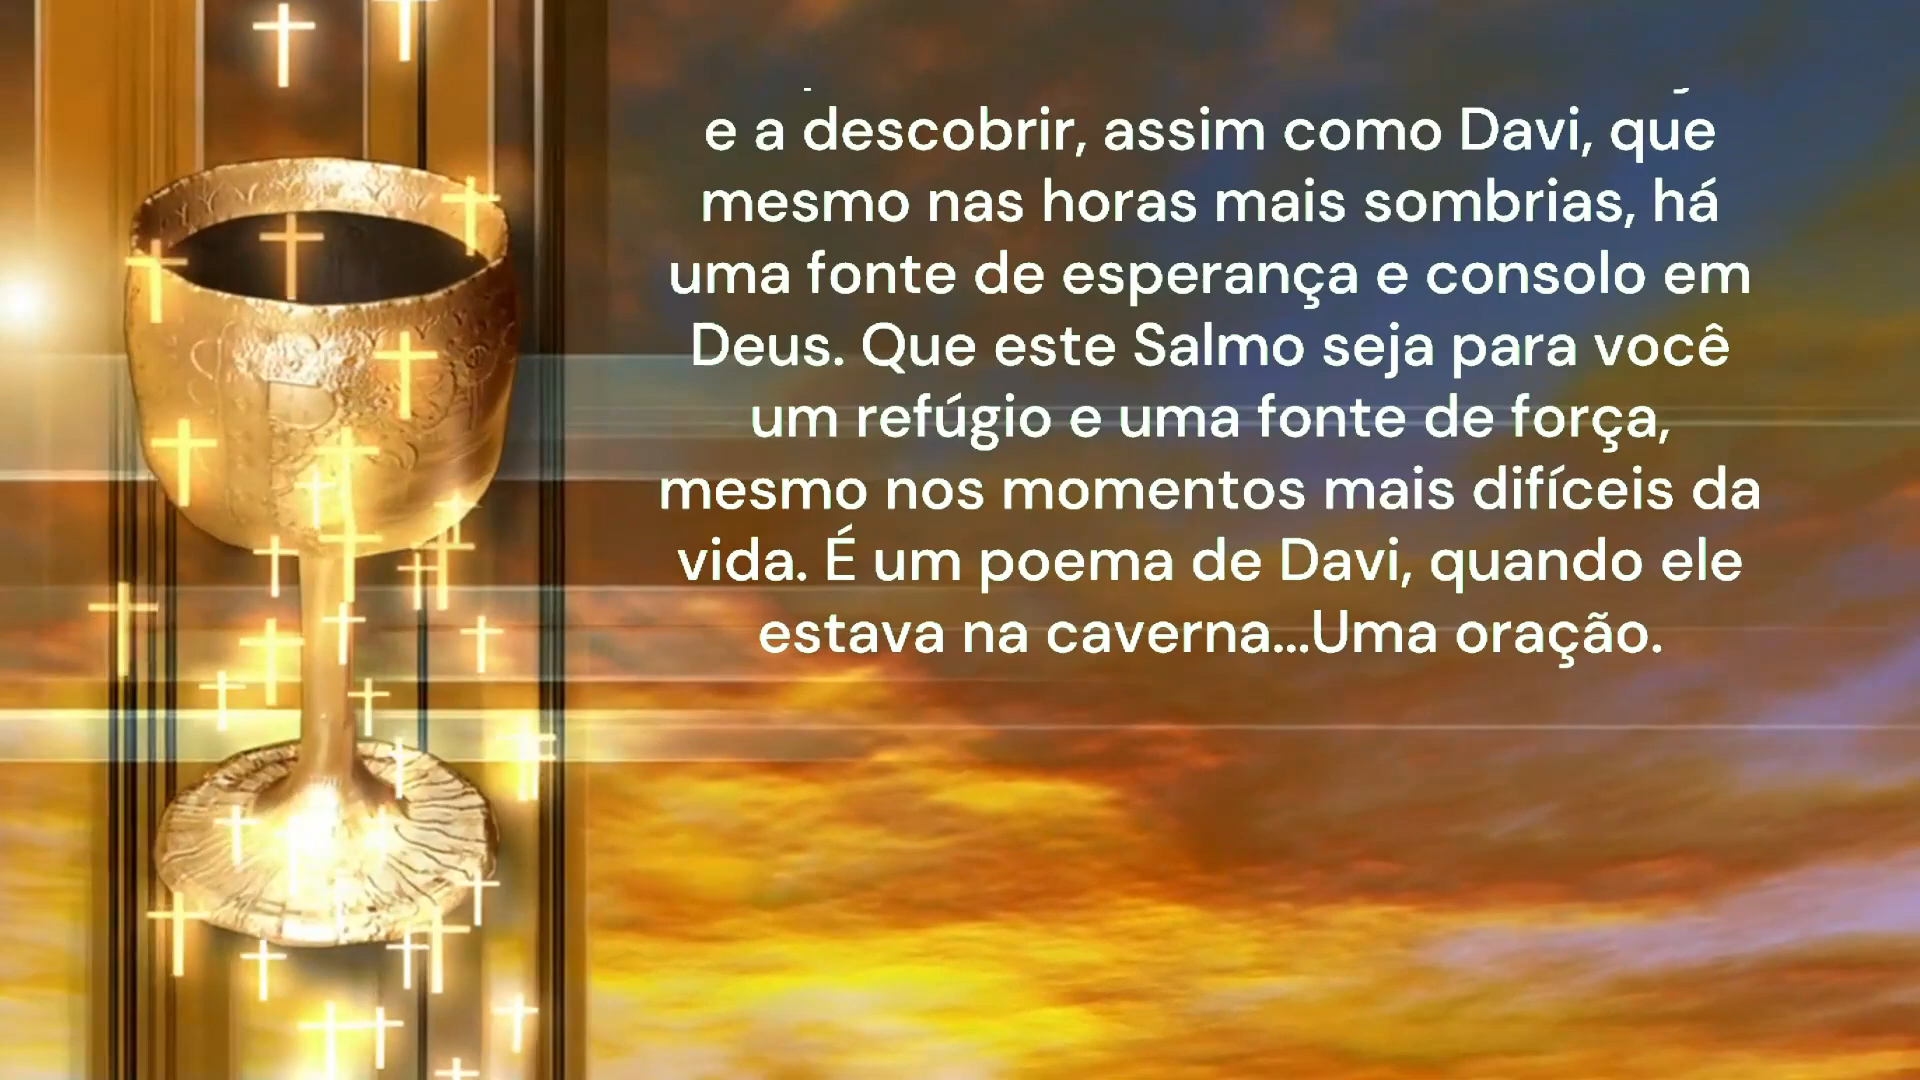 e a descobrir, assim como Davi, que
mesmo nas horas mais sombrias, há
uma fonte de esperança e consolo em
Deus. Que este Salmo seja para você
um refúgio e uma fonte de força,
mesmo nos momentos mais difíceis da
vida. É um poema de Davi, quando ele
estava na caverna...Uma oração.